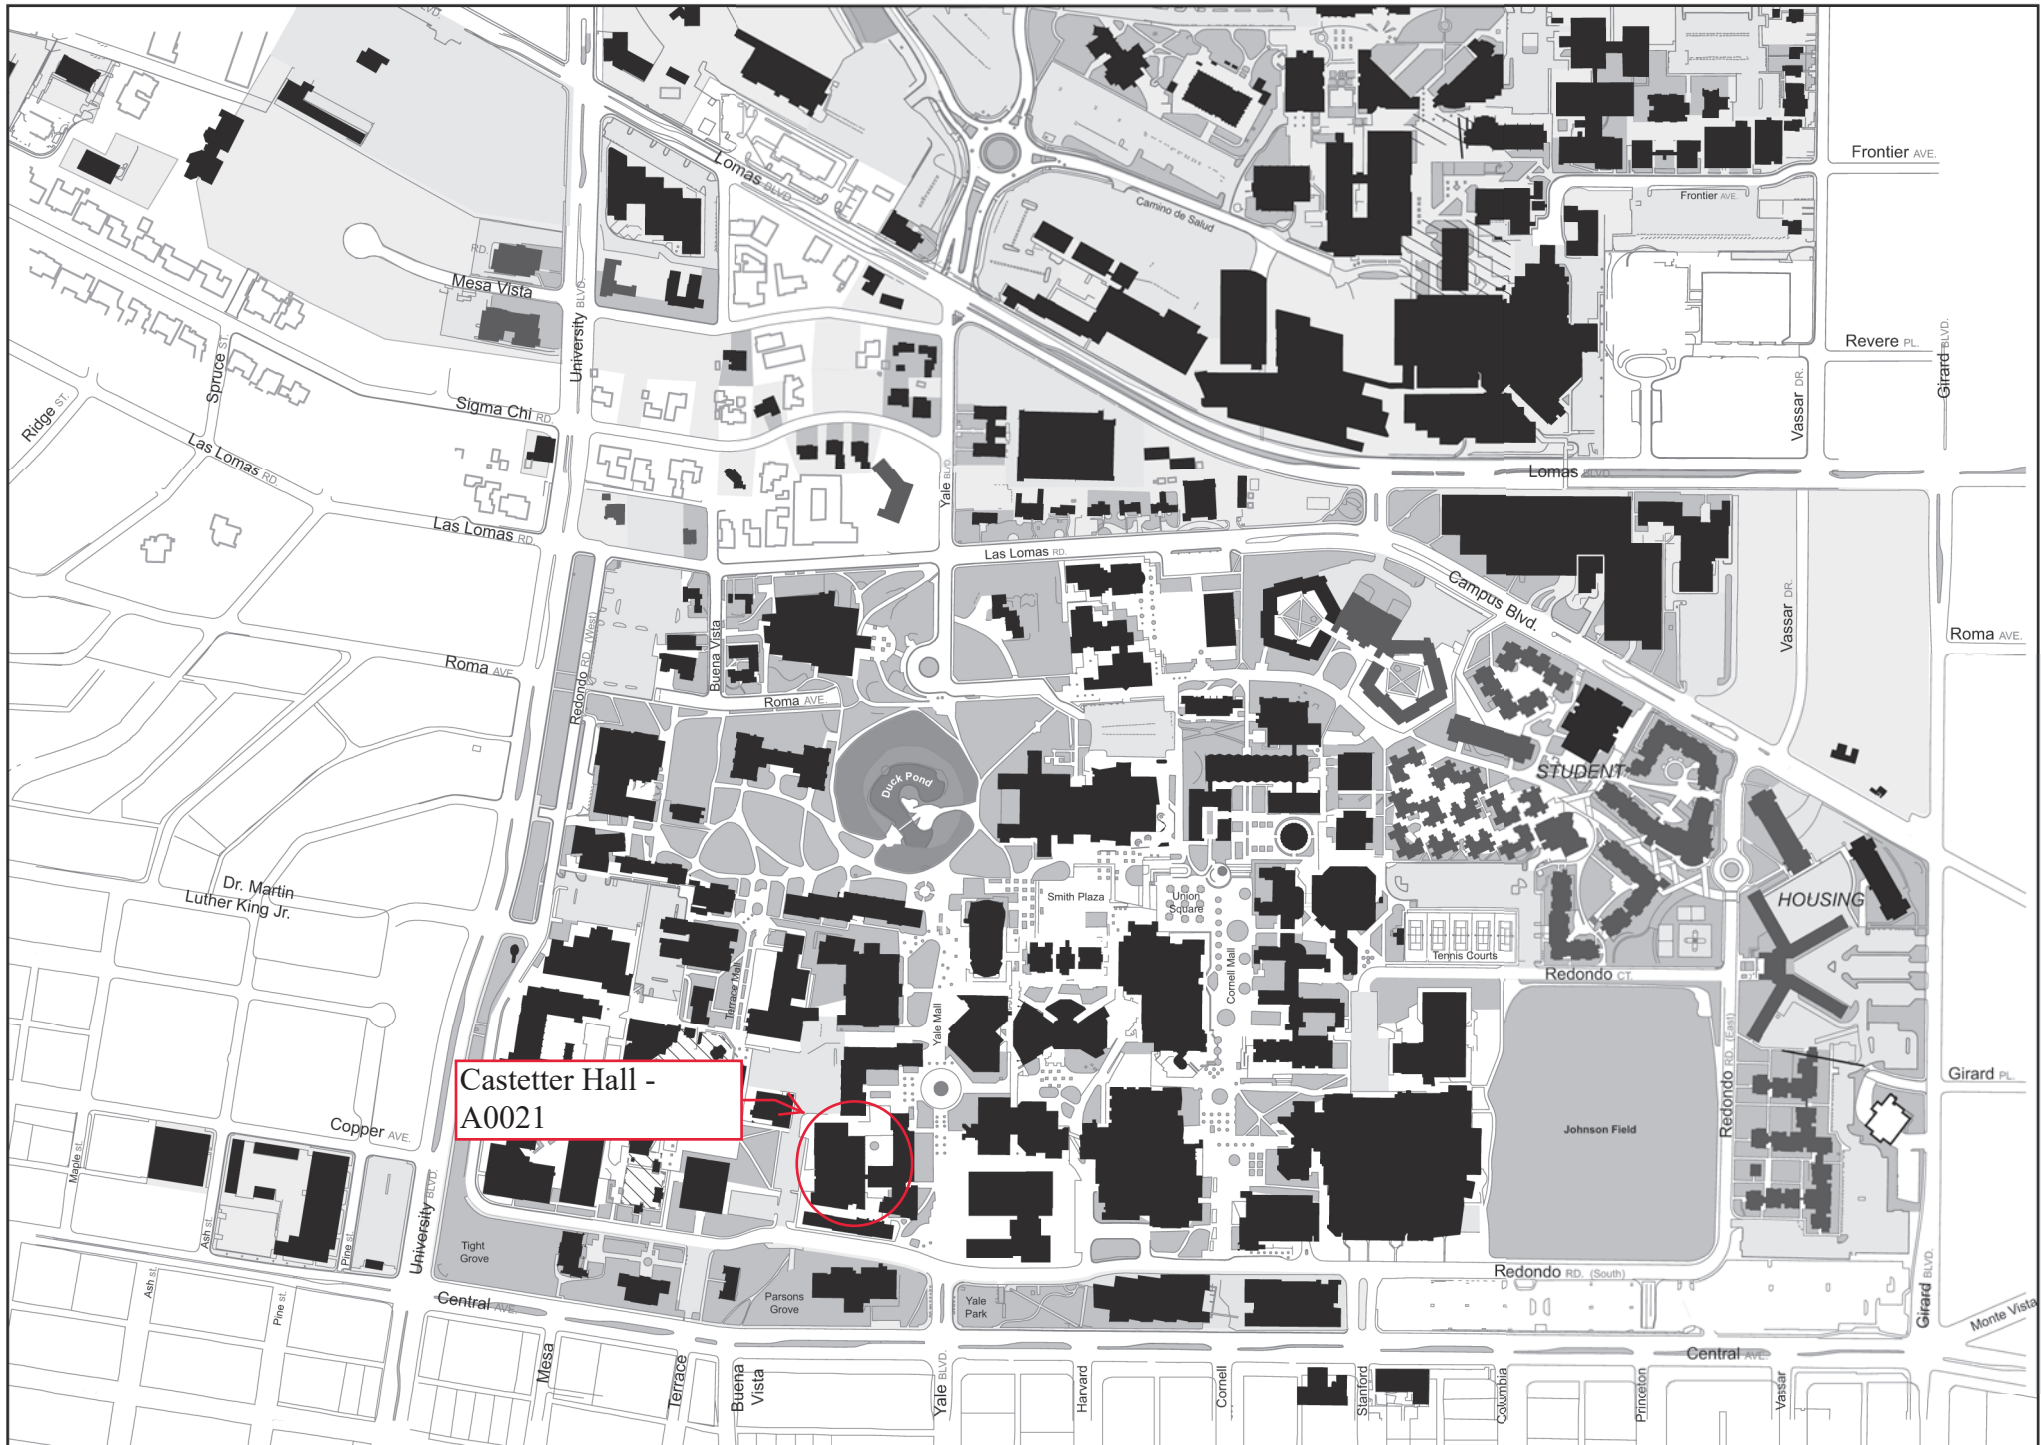 BLVD.
Frontier AVE.
Lomas BLVD.
Camino de Salud
Frontier AVE.
RD.
Mesa Vista
University BLVD.
Revere PL.
Girard BLVD.
Spruce ST.
Vassar DR.
Ridge ST.
Sigma Chi RD.
Las Lomas RD.
Lomas BLVD.
Yale BLVD.
Las Lomas RD.
Las Lomas RD.
Campus Blvd.
Vassar DR.
Roma AVE.
Redondo RD. (West)
Buena Vista
Roma AVE.
Roma AVE.
Duck Pond
STUDENT
Dr. Martin
Luther King Jr.
Smith Plaza
Union
Square
HOUSING
Tennis Courts
Cornell Mall
Redondo CT.
Terrace Mall
Yale Mall
Redondo RD. (East)
Castetter Hall -
A0021
Girard PL.
Copper AVE.
Johnson Field
Maple st.
University BLVD.
Ash st.
Pine st.
Tight
Grove
Redondo RD. (South)
Girard BLVD.
Ash st.
Pine st.
Central AVE.
Parsons
Grove
Yale
Park
Monte Vista
Central AVE.
Mesa
Terrace
Buena
Vista
Yale BLVD.
Harvard
Cornell
Stanford
Columbia
Princeton
Vassar